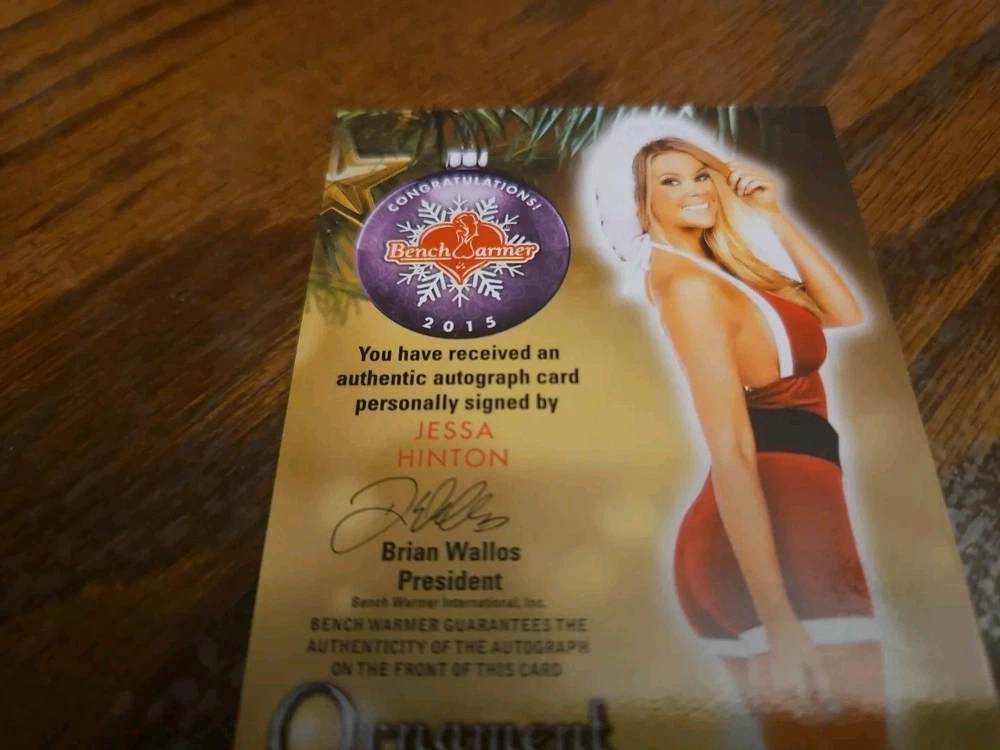 CONGRATULATIONS!
Bench Warmer
2015
You have received an
authentic autograph card
personally signed by
JESSA
HINTON
Brian Wallos
President
Bench Warmer International, Inc.
BENCH WARMER GUARANTEES THE
AUTHENTICITY OF THE AUTOGRAPH
ON THE FRONT OF THIS CARD
Ornament